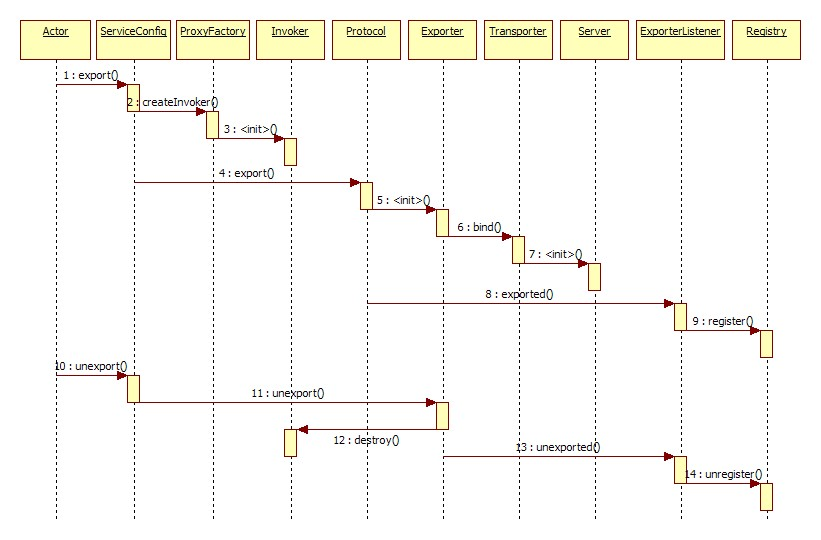 Actor
ServiceConfig
ProxyFactory
Invoker
Protocol
Exporter
Transporter
Server
ExporterListener
Registry
1 : export()
2 : createInvoker()
3 : <init>()
4 : export()
5 : <init>()
6 : bind()
7 : <init>()
8 : exported()
9 : register()
10 : unexport()
11 : unexport()
12 : destroy()
13 : unexported()
14 : unregister()